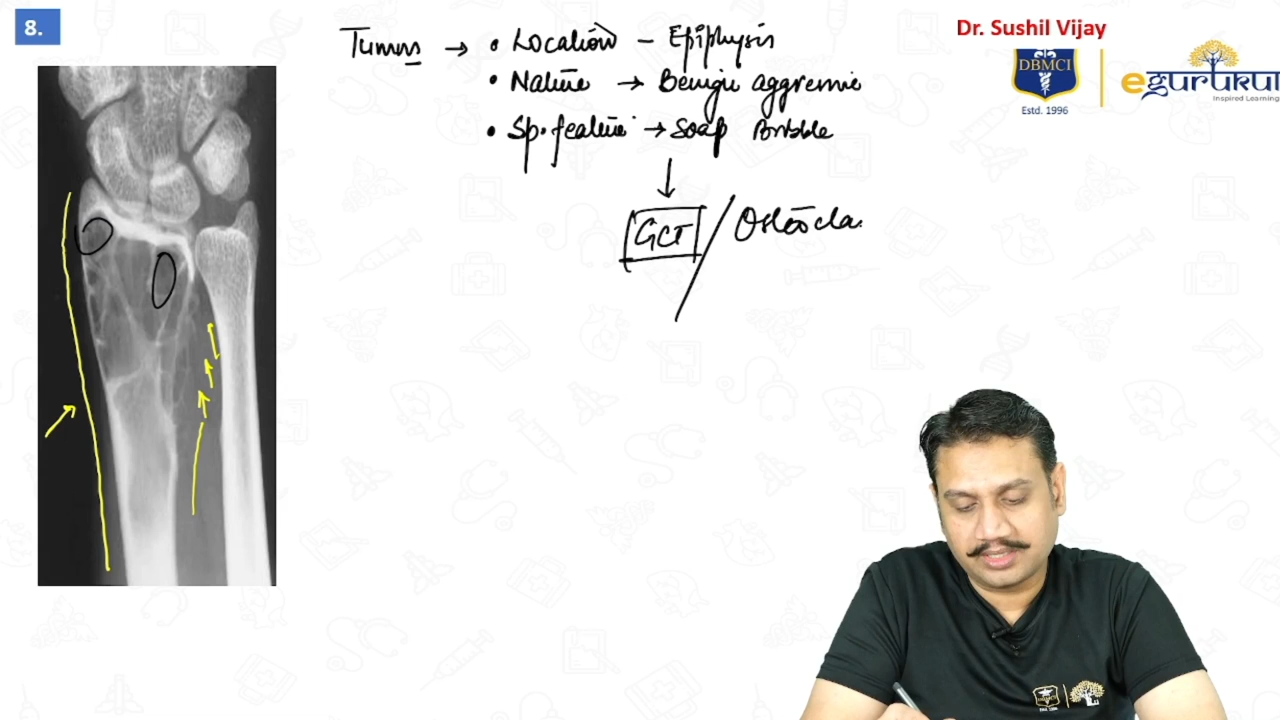 8.
Tumor → • Location – Epiphysis
• Nature → Benign aggressive
• Sp. feature → Soap Bubble
GCT / Osteocla
Dr. Sushil Vijay
DBMCI
Estd. 1996
egurukul
Inspired Learning